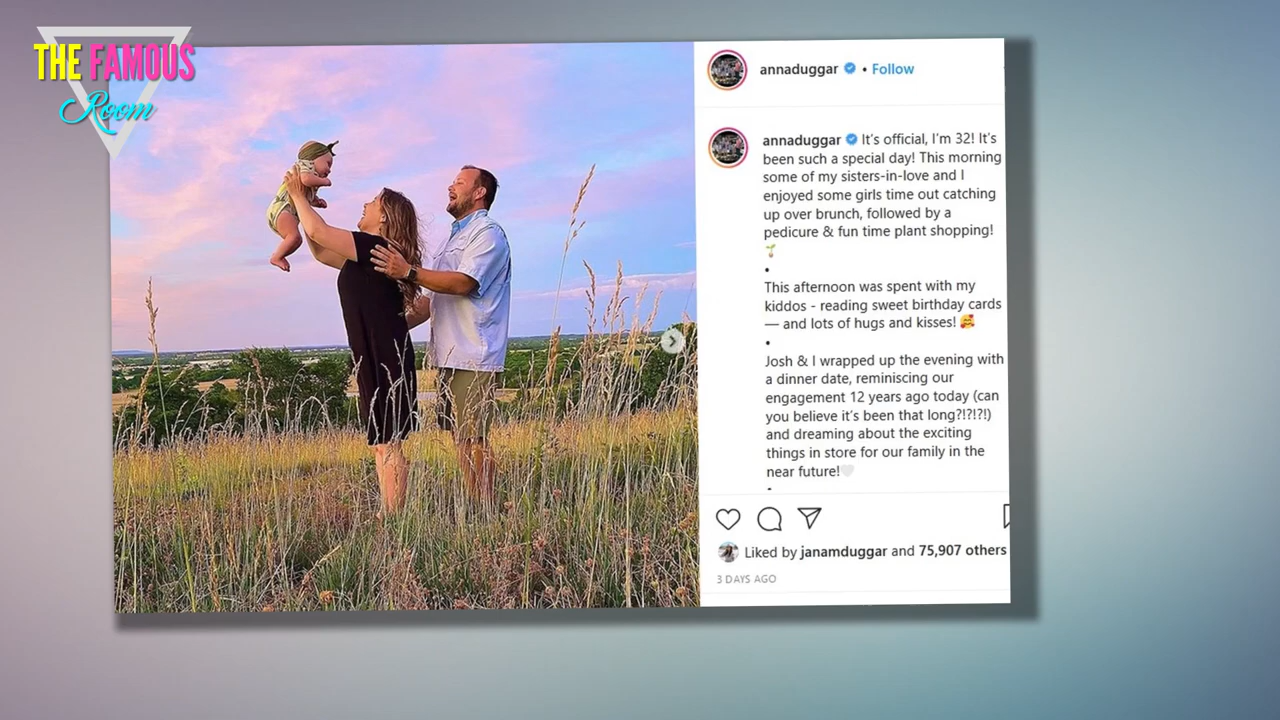 THE FAMOUS
Room
annaduggar • Follow
annaduggar It's official, I'm 32! It's
been such a special day! This morning
some of my sisters-in-love and I
enjoyed some girls time out catching
up over brunch, followed by a
pedicure & fun time plant shopping!
🌱
•
This afternoon was spent with my
kiddos - reading sweet birthday cards
— and lots of hugs and kisses! 🥰
•
Josh & I wrapped up the evening with
a dinner date, reminiscing our
engagement 12 years ago today (can
you believe it's been that long?!?!?!)
and dreaming about the exciting
things in store for our family in the
near future!🤍
•
Liked by janamduggar and 75,907 others
3 DAYS AGO